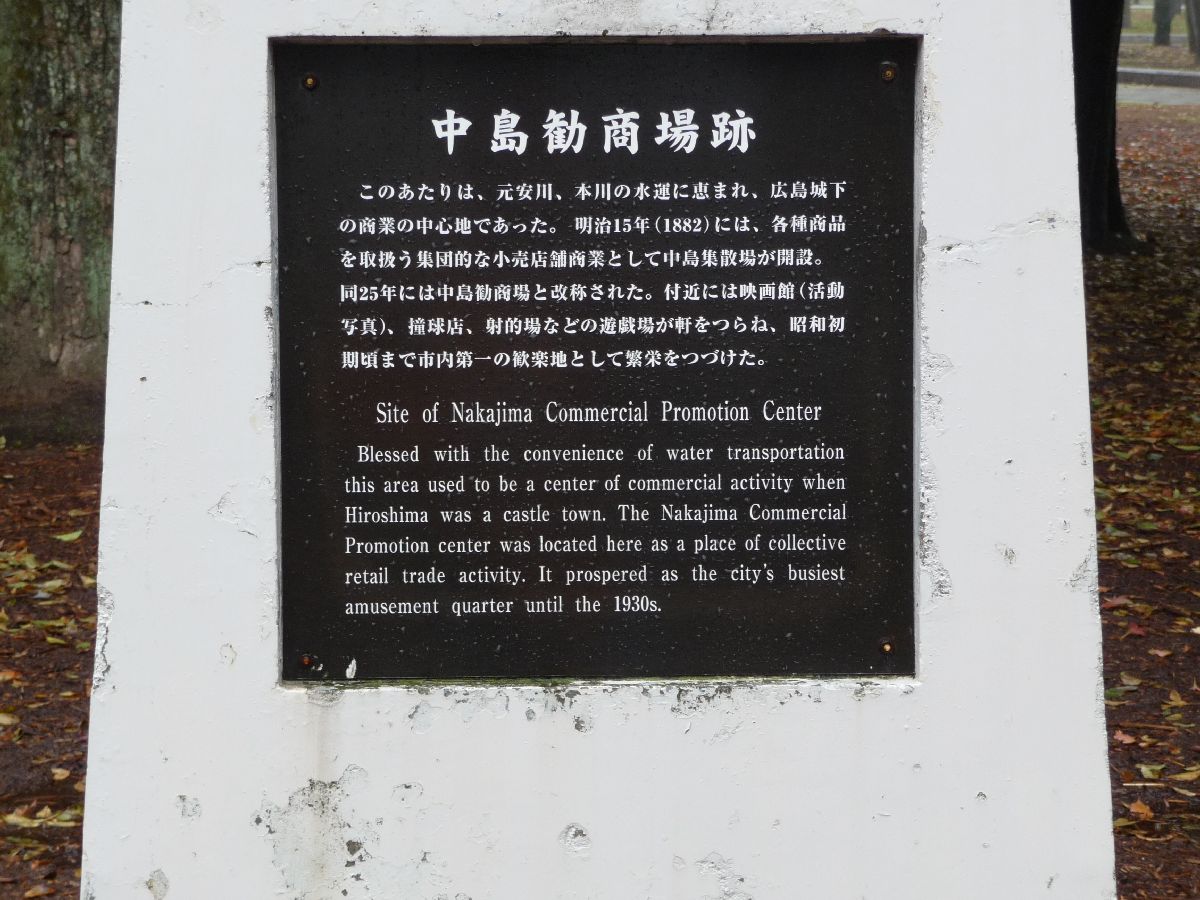 中島勧商場跡
このあたりは、元安川、本川の水運に恵まれ、広島城下
の商業の中心地であった。明治15年(1882)には、各種商品
を取扱う集団的な小売店舗商業として中島集散場が開設。
同25年には中島勧商場と改称された。付近には映画館(活動
写真)、撞球店、射的場などの遊戯場が軒をつらね、昭和初
期頃まで市内第一の歓楽地として繁栄をつづけた。
Site of Nakajima Commercial Promotion Center
Blessed with the convenience of water transportation
this area used to be a center of commercial activity when
Hiroshima was a castle town. The Nakajima Commercial
Promotion center was located here as a place of collective
retail trade activity. It prospered as the city's busiest
amusement quarter until the 1930s.